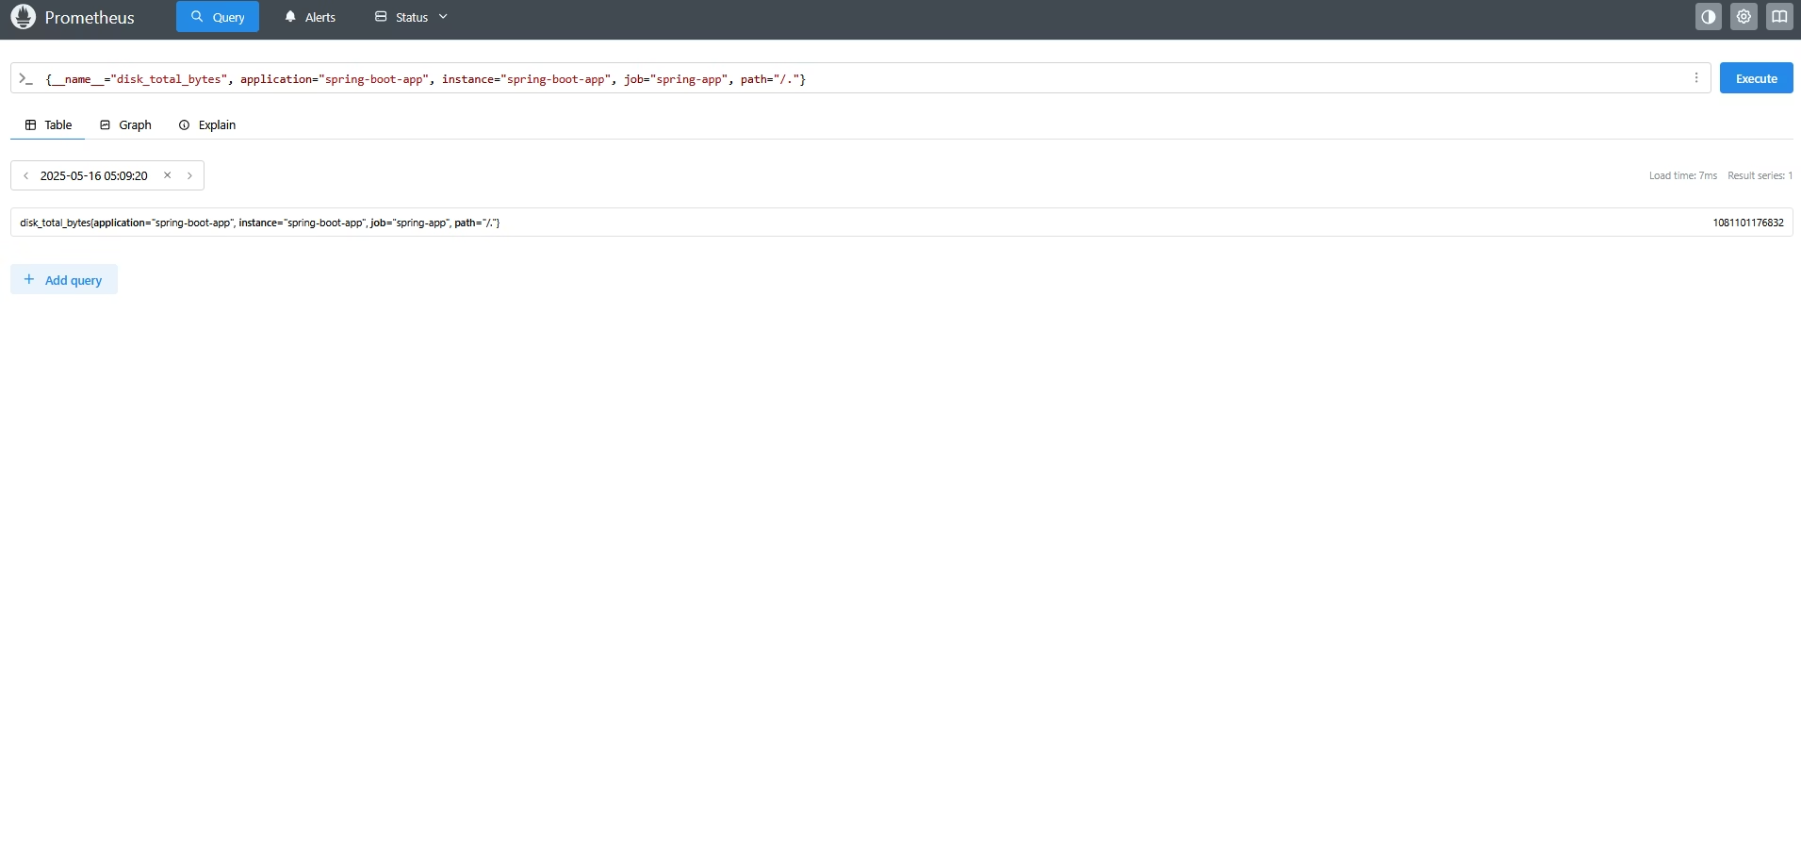 Prometheus Query Alerts Status
>_ {__name__="disk_total_bytes", application="spring-boot-app", instance="spring-boot-app", job="spring-app", path="/."} Execute
Table Graph Explain
2025-05-16 05:09:20 Load time: 7ms Result series: 1
disk_total_bytes{application="spring-boot-app", instance="spring-boot-app", job="spring-app", path="/."} 1081101176832
Add query